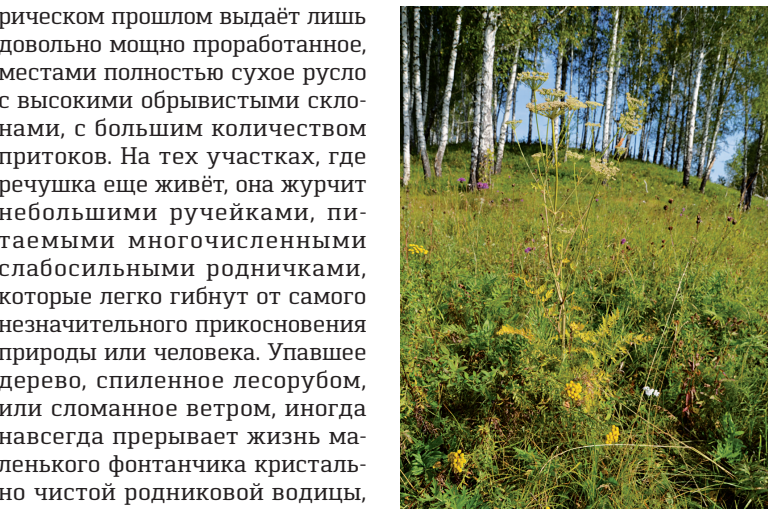 рическом прошлом выдаёт лишь
довольно мощно проработанное,
местами полностью сухое русло
с высокими обрывистыми скло-
нами, с большим количеством
притоков. На тех участках, где
речушка еще живёт, она журчит
небольшими ручейками, пи-
таемыми многочисленными
слабосильными родничками,
которые легко гибнут от самого
незначительного прикосновения
природы или человека. Упавшее
дерево, спиленное лесорубом,
или сломанное ветром, иногда
навсегда прерывает жизнь ма-
ленького фонтанчика кристаль-
но чистой родниковой водицы,